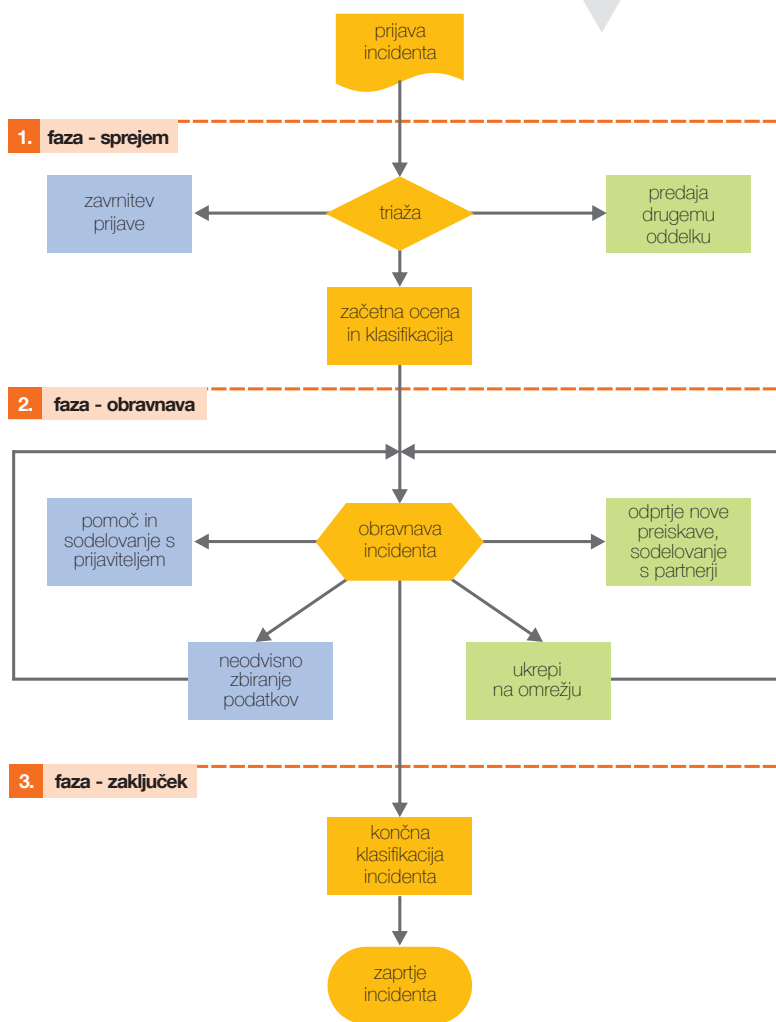 prijava
incidenta
1. faza - sprejem
zavrnitev
prijave
triaža
predaja
drugemu
oddelku
začetna ocena
in klasifikacija
2. faza - obravnava
pomoč in
sodelovanje s
prijaviteljem
obravnava
incidenta
odprtje nove
preiskave,
sodelovanje
s partnerji
neodvisno
zbiranje
podatkov
ukrepi
na omrežju
3. faza - zaključek
končna
klasifikacija
incidenta
zaprtje
incidenta